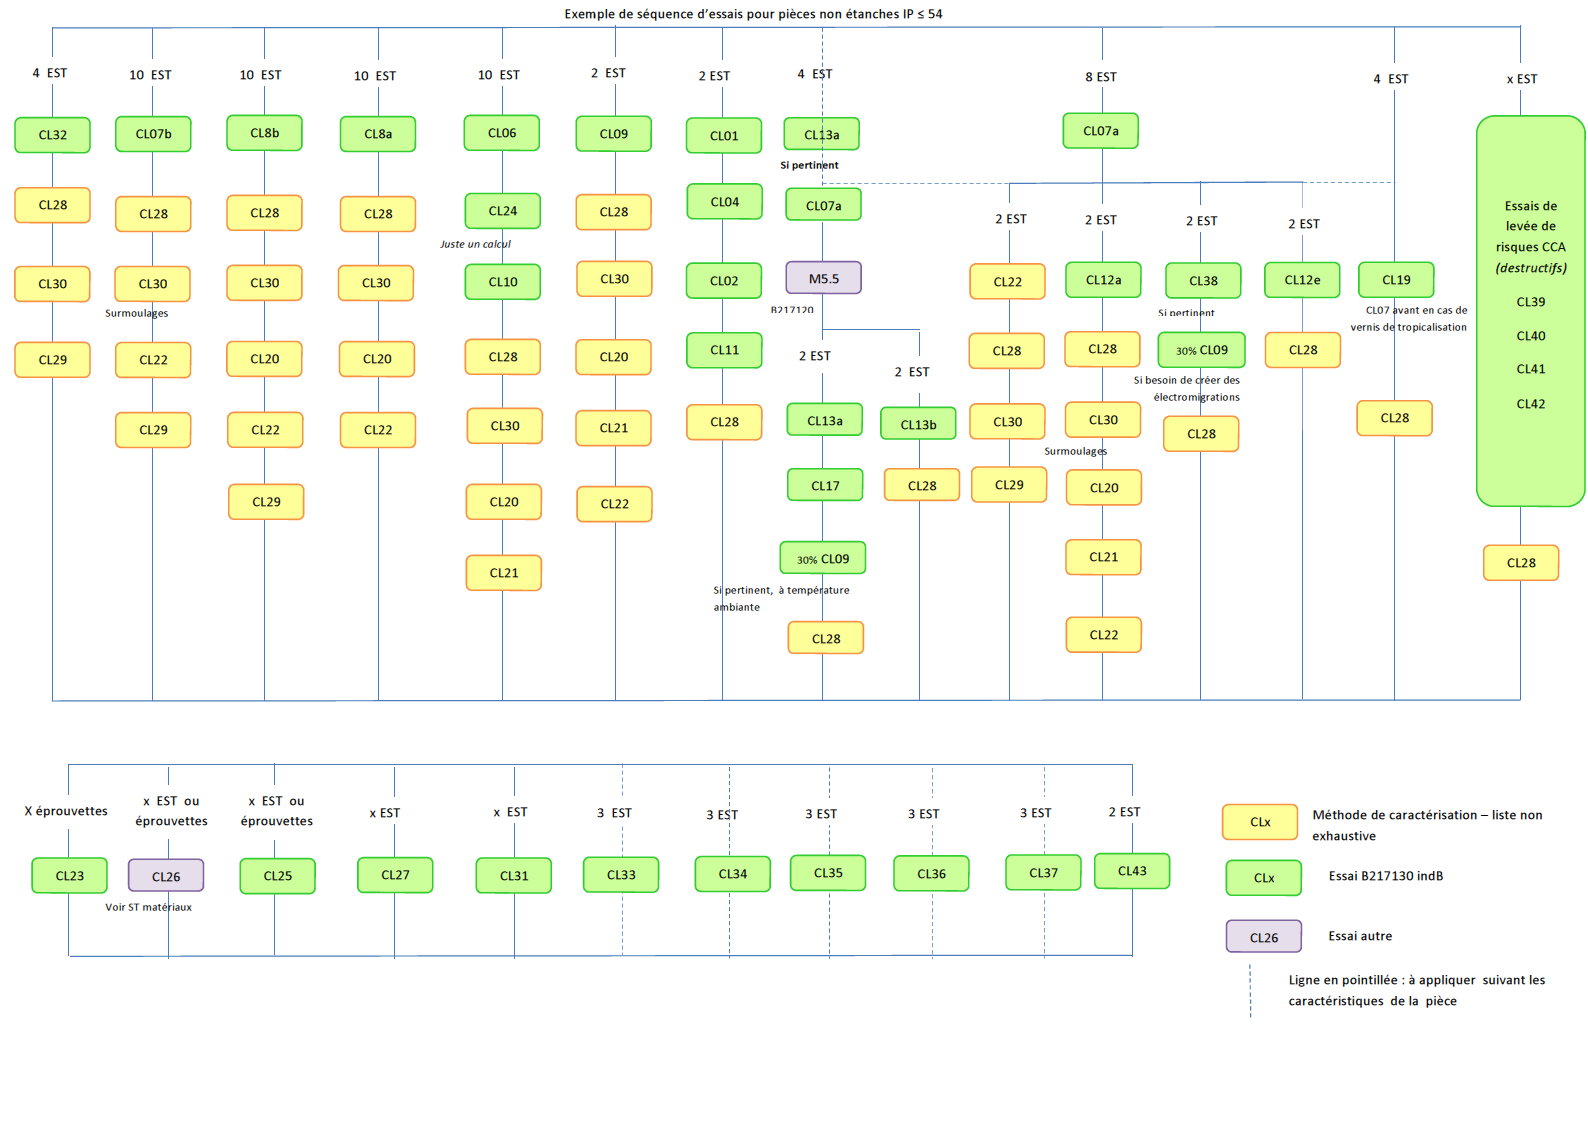 Exemple de séquence d'essais pour pièces non étanches IP ≤ 54
4 EST
10 EST
10 EST
10 EST
10 EST
2 EST
2 EST
4 EST
8 EST
4 EST
x EST
CL32
CL28
CL30
CL29
CL07b
CL28
CL30
Surmoulages
CL22
CL29
CL8b
CL28
CL30
CL20
CL22
CL29
CL8a
CL28
CL30
CL20
CL22
CL06
CL24
Juste un calcul
CL10
CL28
CL30
CL20
CL21
CL09
CL28
CL30
CL20
CL21
CL22
CL01
CL04
CL02
CL11
CL28
CL13a
Si pertinent
CL07a
M5.5
B217120
2 EST
CL13a
CL17
30% CL09
Si pertinent, à température
ambiante
CL28
2 EST
CL13b
CL28
CL07a
2 EST
CL22
CL28
CL30
CL29
2 EST
CL12a
CL28
CL30
Surmoulages
CL20
CL21
CL22
2 EST
CL38
Si pertinent
30% CL09
Si besoin de créer des
électromigrations
CL28
2 EST
CL12e
CL28
CL19
CL07 avant en cas de
vernis de tropicalisation
CL28
Essais de
levée de
risques CCA
(destructifs)
CL39
CL40
CL41
CL42
CL28
X éprouvettes
CL23
x EST ou
éprouvettes
CL26
Voir ST matériaux
x EST ou
éprouvettes
CL25
x EST
CL27
x EST
CL31
3 EST
CL33
3 EST
CL34
3 EST
CL35
3 EST
CL36
3 EST
CL37
2 EST
CL43
CLx
Méthode de caractérisation – liste non
exhaustive
CLx
Essai B217130 indB
CL26
Essai autre
Ligne en pointillée : à appliquer suivant les
caractéristiques de la pièce